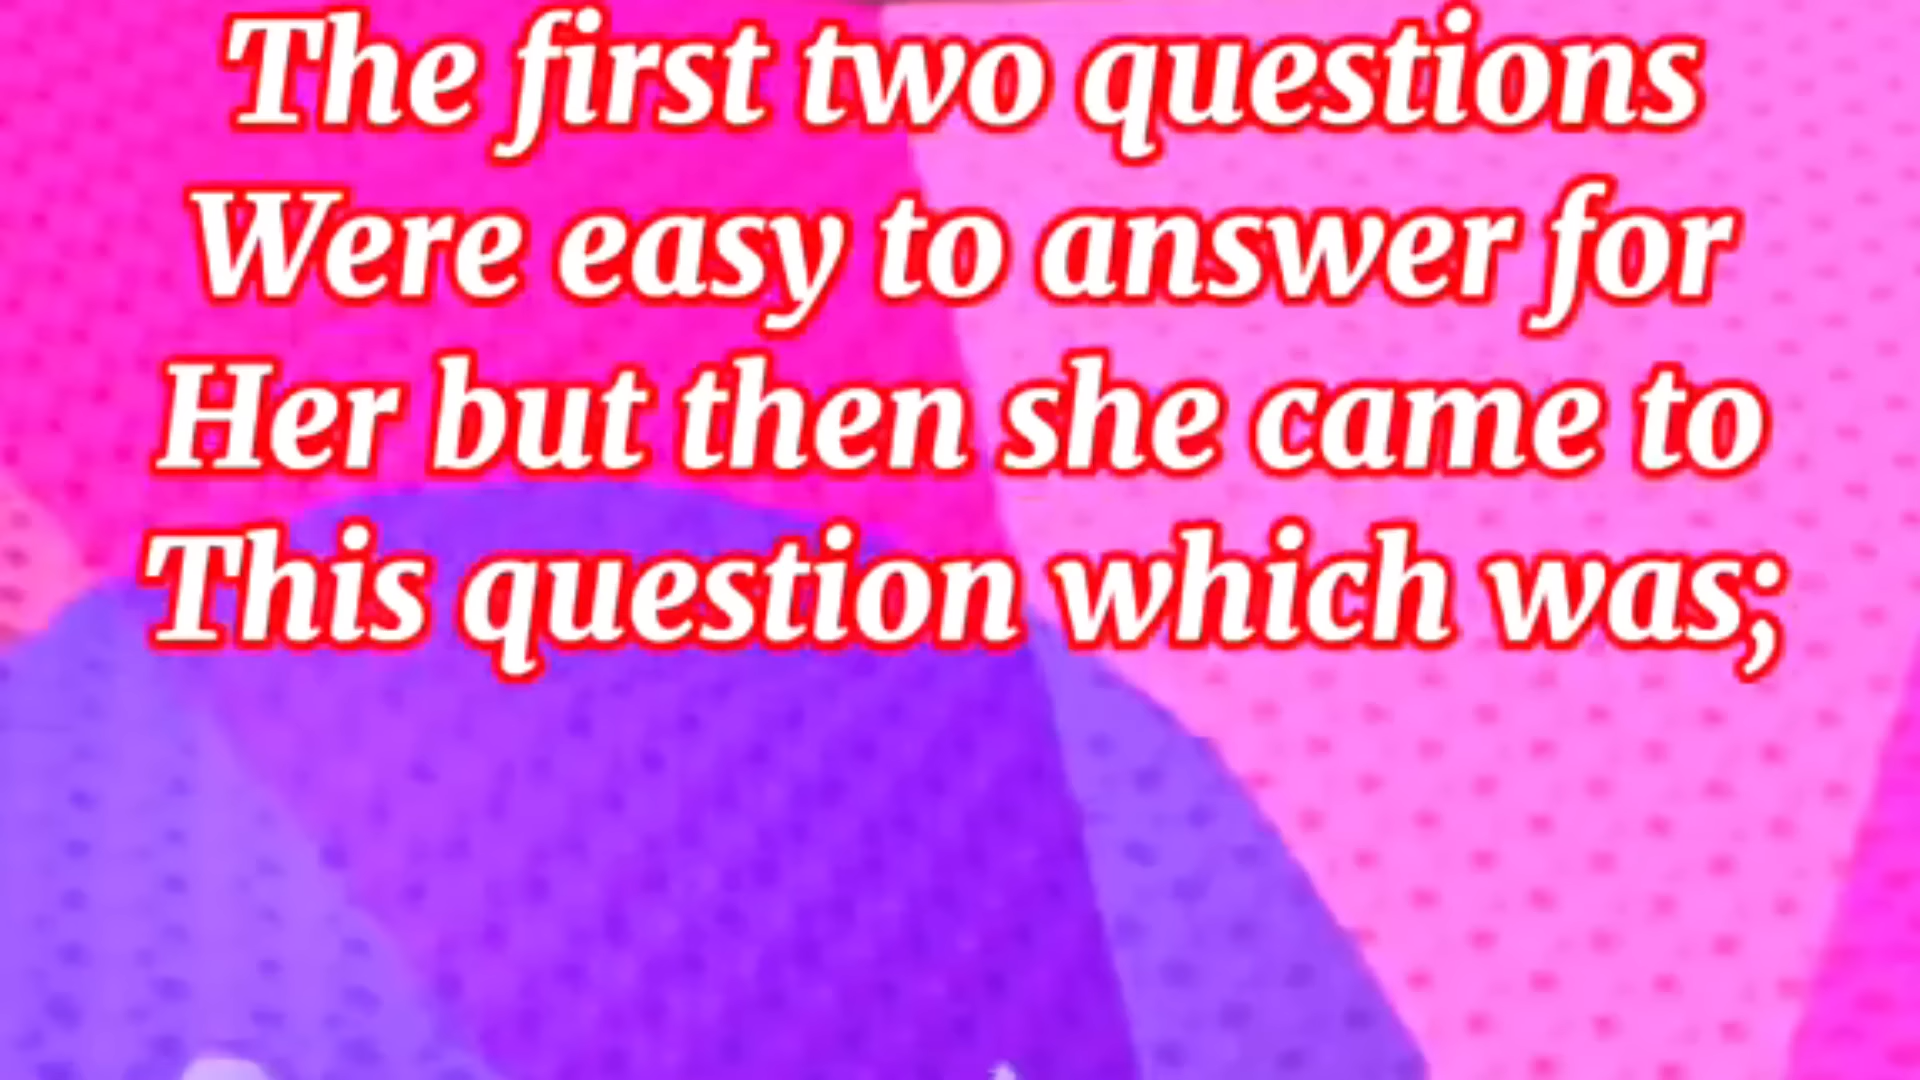 The first two questions
Were easy to answer for
Her but then she came to
This question which was;